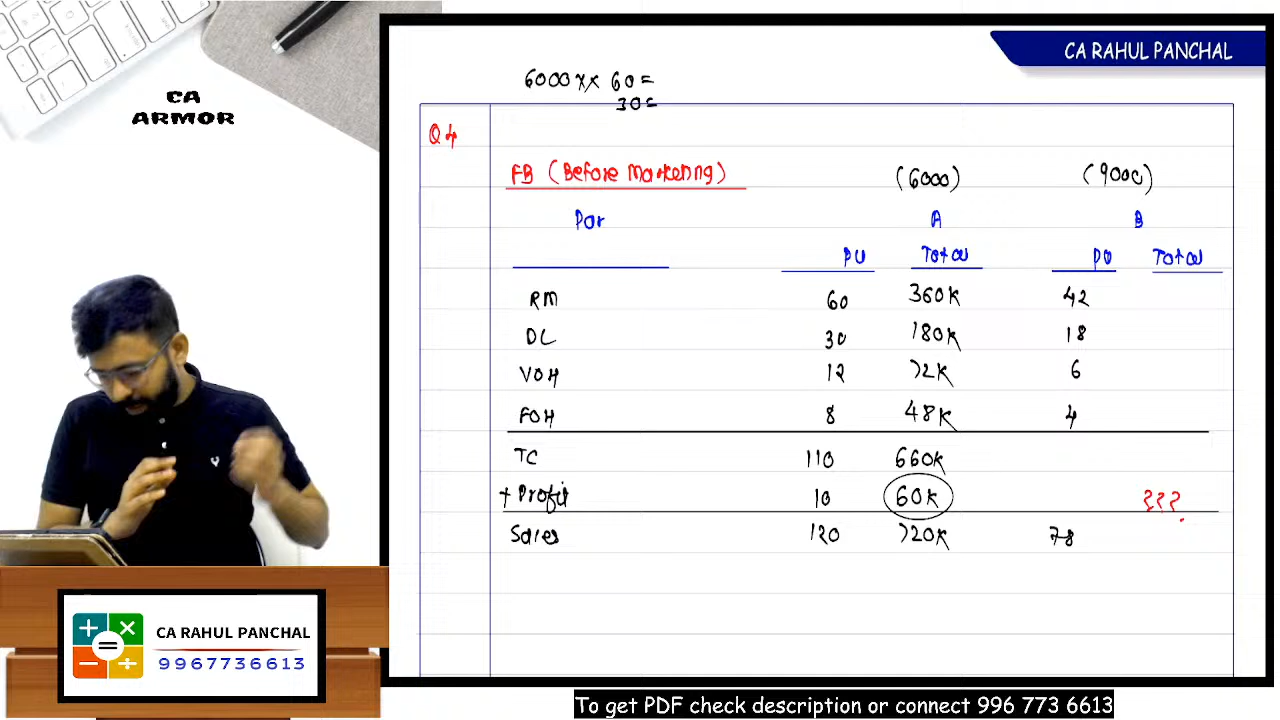 CA RAHUL PANCHAL
CA
ARMOR
6000 xx 60=
30=
Q4
FB (Before Marketing)
(6000) (9000)
Par A B
PU Total PU Total
RM 60 360K 42
DL 30 180K 18
VOH 12 72K 6
FOH 8 48K 4
TC 110 660K
+ Profit 10 60K ???
Sales 120 720K 78
CA RAHUL PANCHAL
9967736613
To get PDF check description or connect 996 773 6613